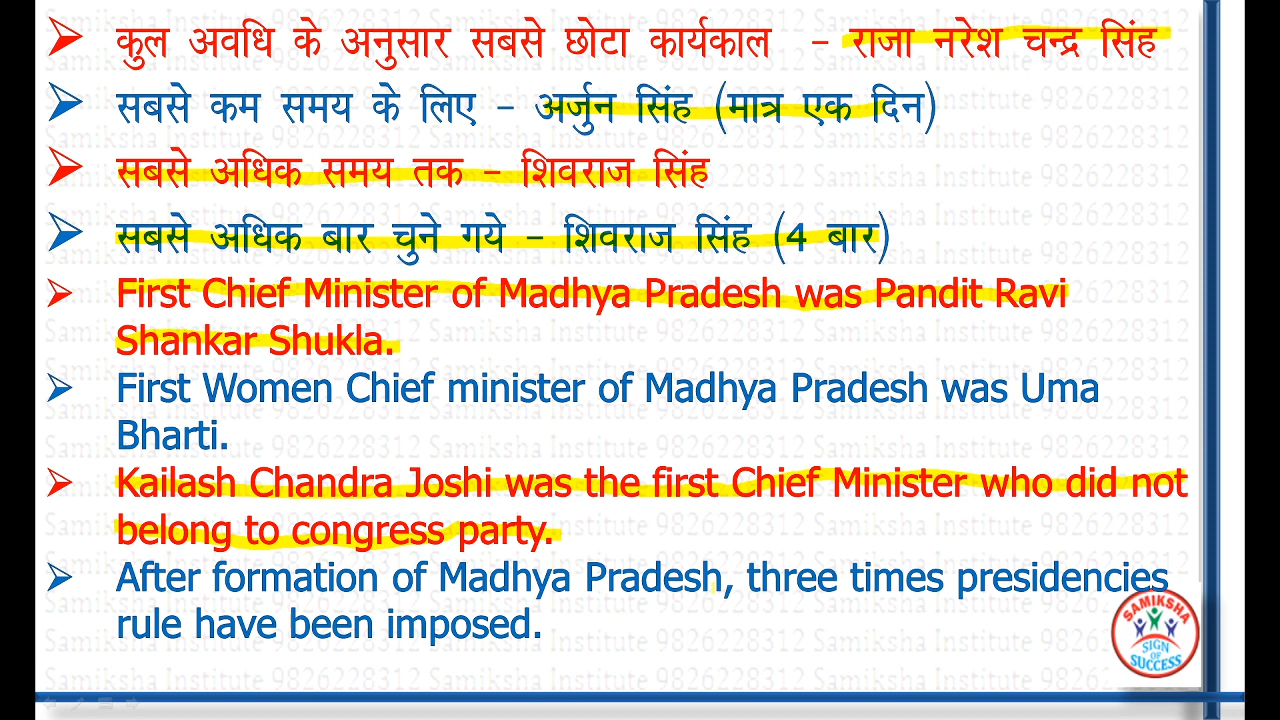 कुल अवधि के अनुसार सबसे छोटा कार्यकाल - राजा नरेश चन्द्र सिंह
सबसे कम समय के लिए - अर्जुन सिंह (मात्र एक दिन)
सबसे अधिक समय तक - शिवराज सिंह
सबसे अधिक बार चुने गये - शिवराज सिंह (4 बार)
First Chief Minister of Madhya Pradesh was Pandit Ravi
Shankar Shukla.
First Women Chief minister of Madhya Pradesh was Uma
Bharti.
Kailash Chandra Joshi was the first Chief Minister who did not
belong to congress party.
After formation of Madhya Pradesh, three times presidencies
rule have been imposed.
SAMIKSHA
SIGN
OF
SUCCESS
Samiksha Institute 9826228312